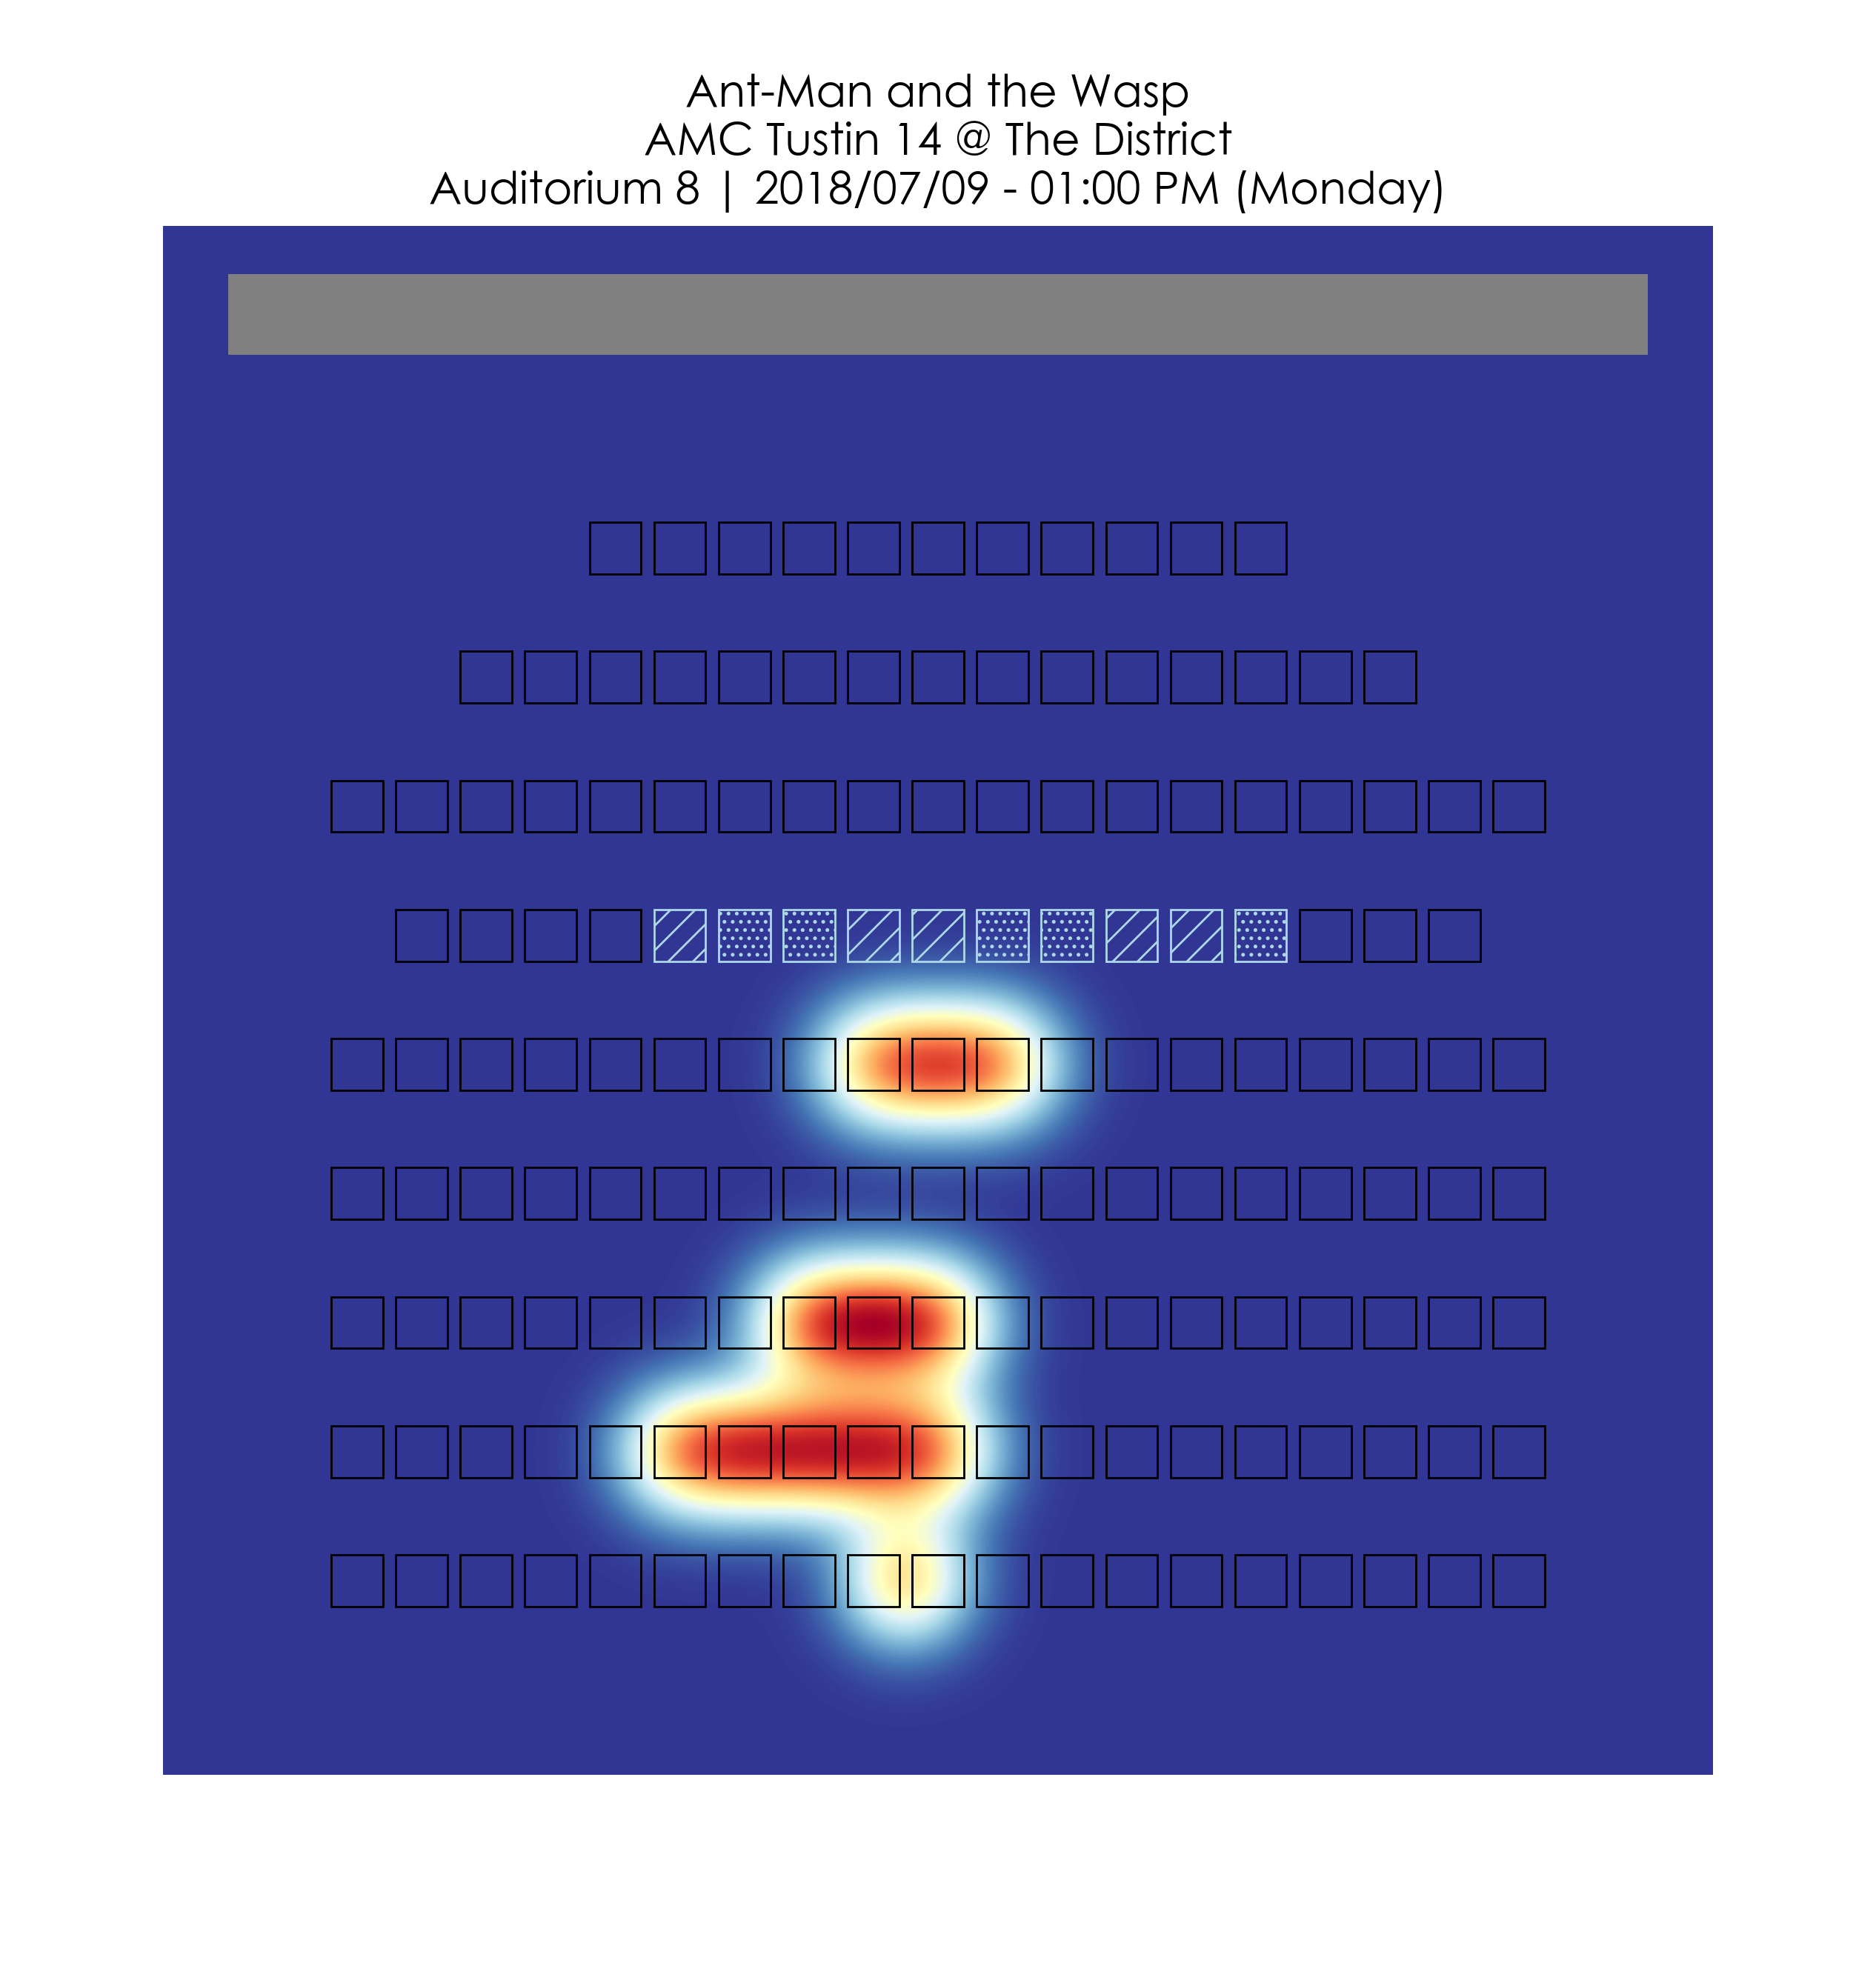 Ant-Man and the Wasp
AMC Tustin 14 @ The District
Auditorium 8 | 2018/07/09 - 01:00 PM (Monday)